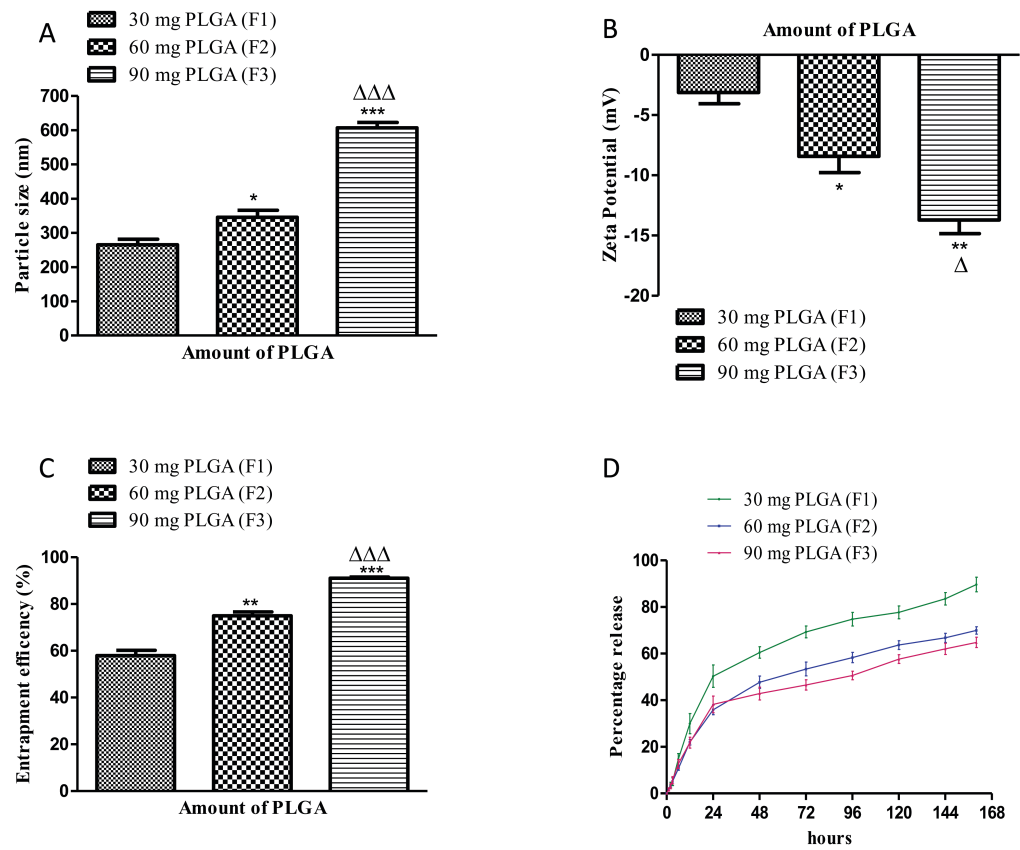 A
30 mg PLGA (F1)
60 mg PLGA (F2)
90 mg PLGA (F3)
700
600
500
400
300
200
100
0
Particle size (nm)
*
ΔΔΔ
***
Amount of PLGA
B
Amount of PLGA
0
-5
-10
-15
-20
Zeta Potential (mV)
*
**
Δ
30 mg PLGA (F1)
60 mg PLGA (F2)
90 mg PLGA (F3)
C
30 mg PLGA (F1)
60 mg PLGA (F2)
90 mg PLGA (F3)
100
80
60
40
20
0
Entrapment efficency (%)
**
ΔΔΔ
***
Amount of PLGA
D
30 mg PLGA (F1)
60 mg PLGA (F2)
90 mg PLGA (F3)
100
80
60
40
20
0
Percentage release
0 24 48 72 96 120 144 168
hours